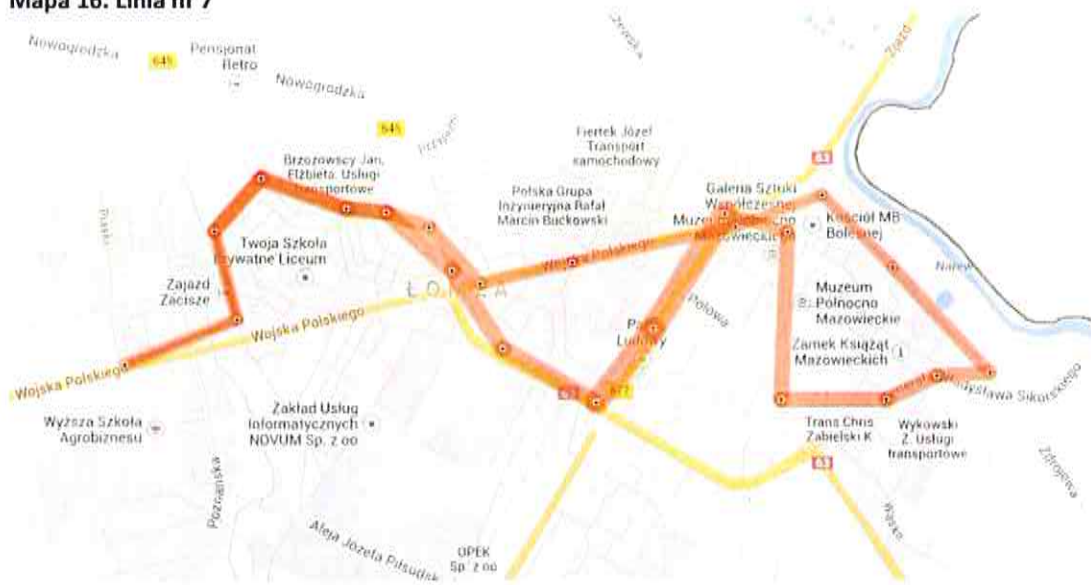 Mapa 16. Linia nr 7
Nowogrodzka
645
Pensjonat
Retro
Nowogrodzka
645
Zjazd
Fiertek Józef
Transport
samochodowy
63
Brzozowscy Jan,
Elżbieta. Usługi
transportowe
Polska Grupa
Inżynieryjna Rafał
Marcin Buckowski
Galeria Sztuki
Współczesnej
Mazowieckiego
Kościół MB
Bolesnej
Twoja Szkoła
Prywatne Liceum
Wojska Polskiego
Narew
Zajazd
Zacisze
ŁOMŻA
Muzeum
Północno
Mazowieckie
Polowa
Wojska Polskiego
Park
Ludowy
Zamek Książąt
Mazowieckich
Wojska Polskiego
677
Władysława Sikorskiego
Wyższa Szkoła
Agrobiznesu
Zakład Usług
Informatycznych
NOVUM Sp. z oo
Trans Chris
Zabielski K
Wykowski
Z. Usługi
transportowe
63
Zdrojowa
Poznańska
Wąska
Aleja Józefa Piłsudsk
OPEK
Sp. z oo